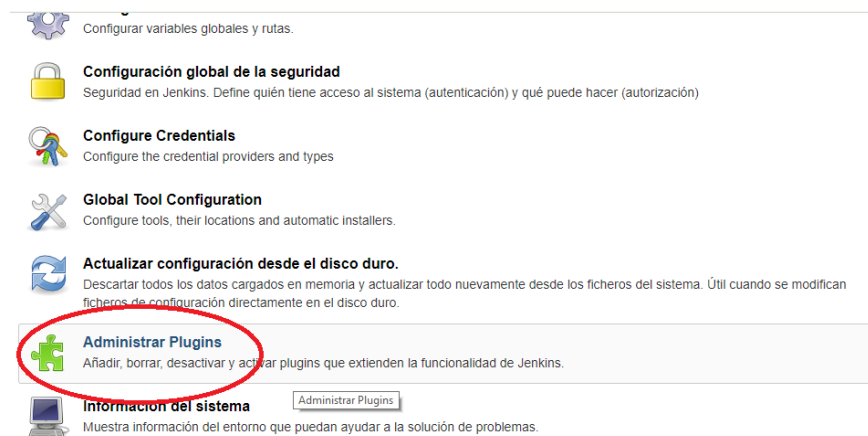 Configurar variables globales y rutas.
Configuración global de la seguridad
Seguridad en Jenkins. Define quién tiene acceso al sistema (autenticación) y qué puede hacer (autorización)
Configure Credentials
Configure the credential providers and types
Global Tool Configuration
Configure tools, their locations and automatic installers.
Actualizar configuración desde el disco duro.
Descartar todos los datos cargados en memoria y actualizar todo nuevamente desde los ficheros del sistema. Útil cuando se modifican
ficheros de configuración directamente en el disco duro.
Administrar Plugins
Añadir, borrar, desactivar y activar plugins que extienden la funcionalidad de Jenkins.
Información del sistema
Administrar Plugins
Muestra información del entorno que puedan ayudar a la solución de problemas.